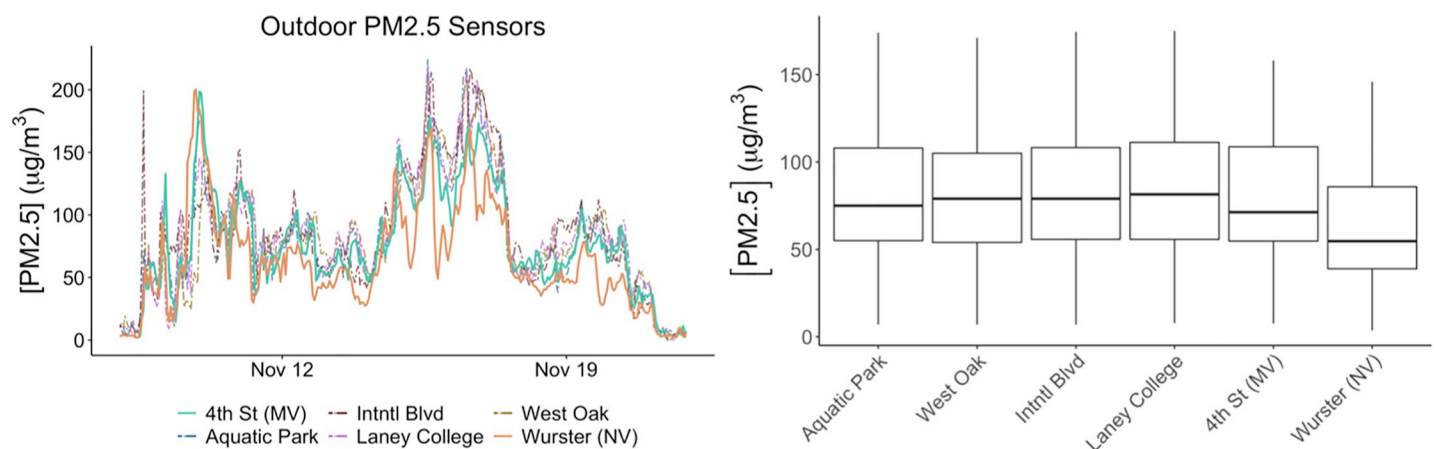 Outdoor PM2.5 Sensors
[PM2.5] (μg/m³)
200
150
100
50
0
Nov 12
Nov 19
4th St (MV)
Intntl Blvd
West Oak
Aquatic Park
Laney College
Wurster (NV)
[PM2.5] (μg/m³)
150
100
50
0
Aquatic Park
West Oak
Intntl Blvd
Laney College
4th St (MV)
Wurster (NV)